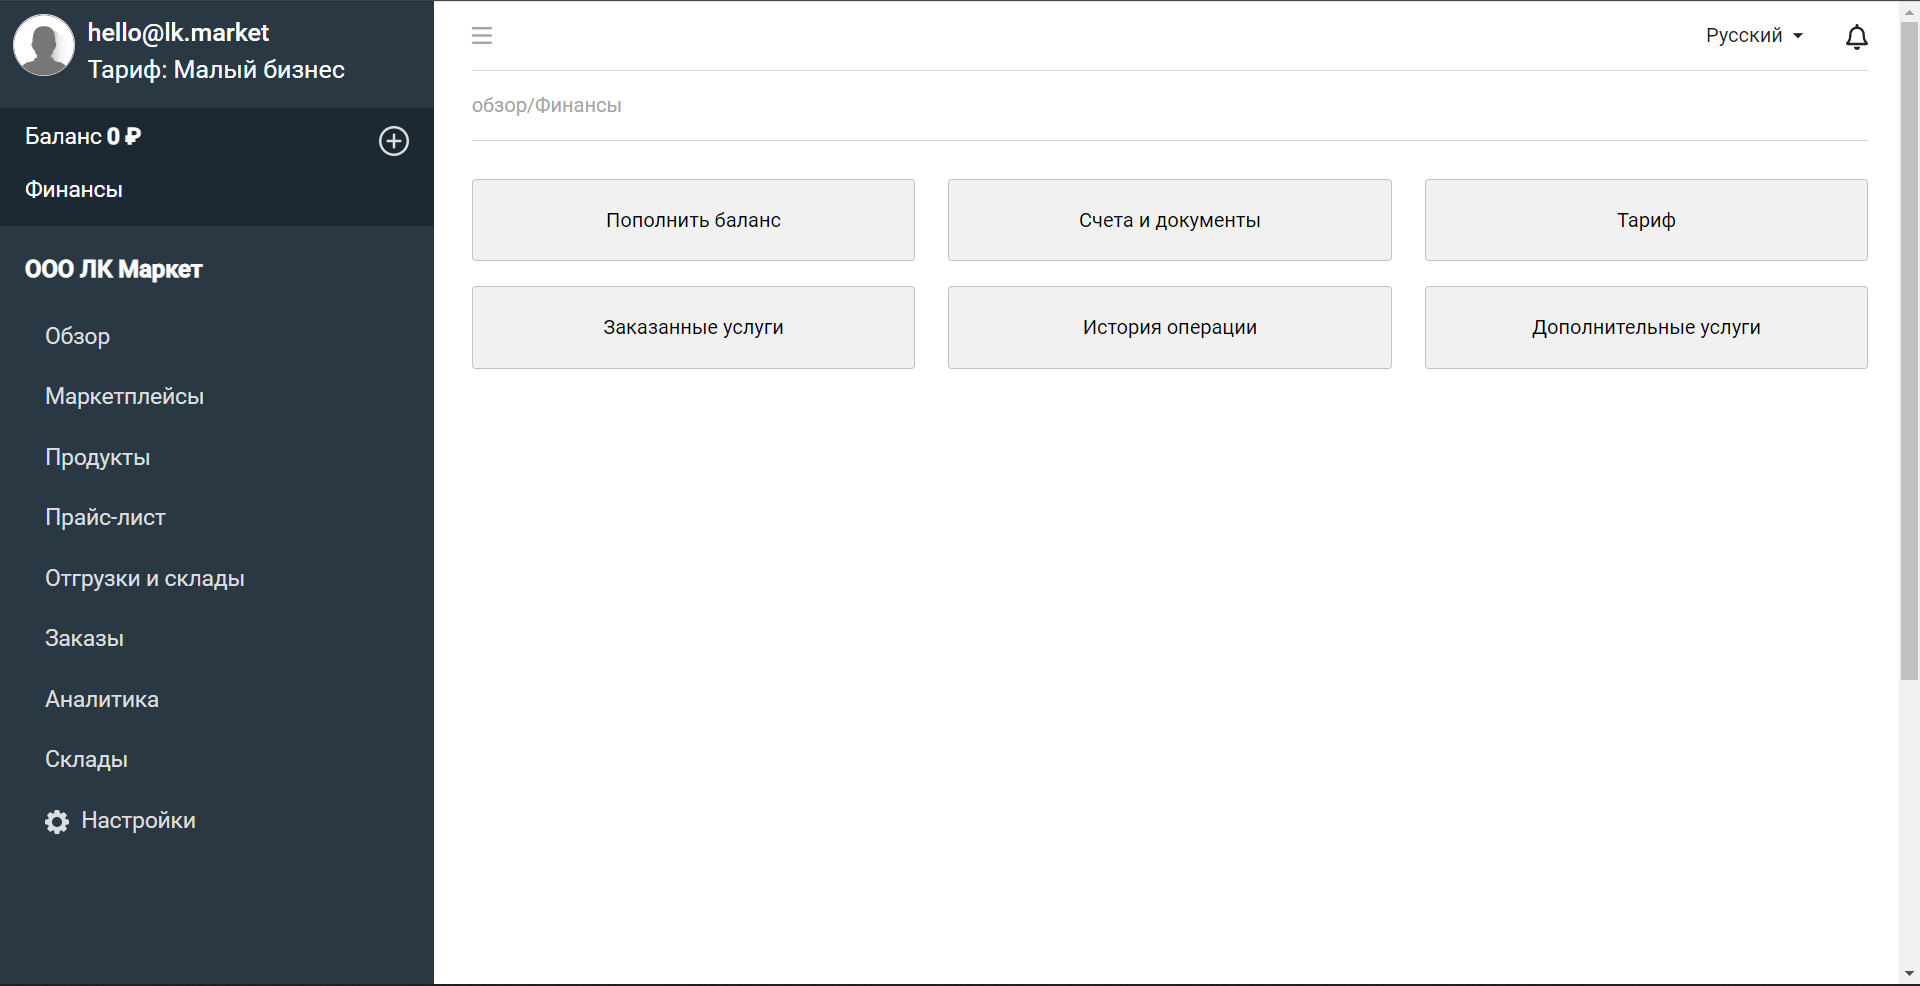 hello@lk.market
Тариф: Малый бизнес
Баланс 0 ₽
Финансы
ООО ЛК Маркет
Обзор
Маркетплейсы
Продукты
Прайс-лист
Отгрузки и склады
Заказы
Аналитика
Склады
Настройки
Русский
обзор/Финансы
Пополнить баланс
Счета и документы
Тариф
Заказанные услуги
История операции
Дополнительные услуги